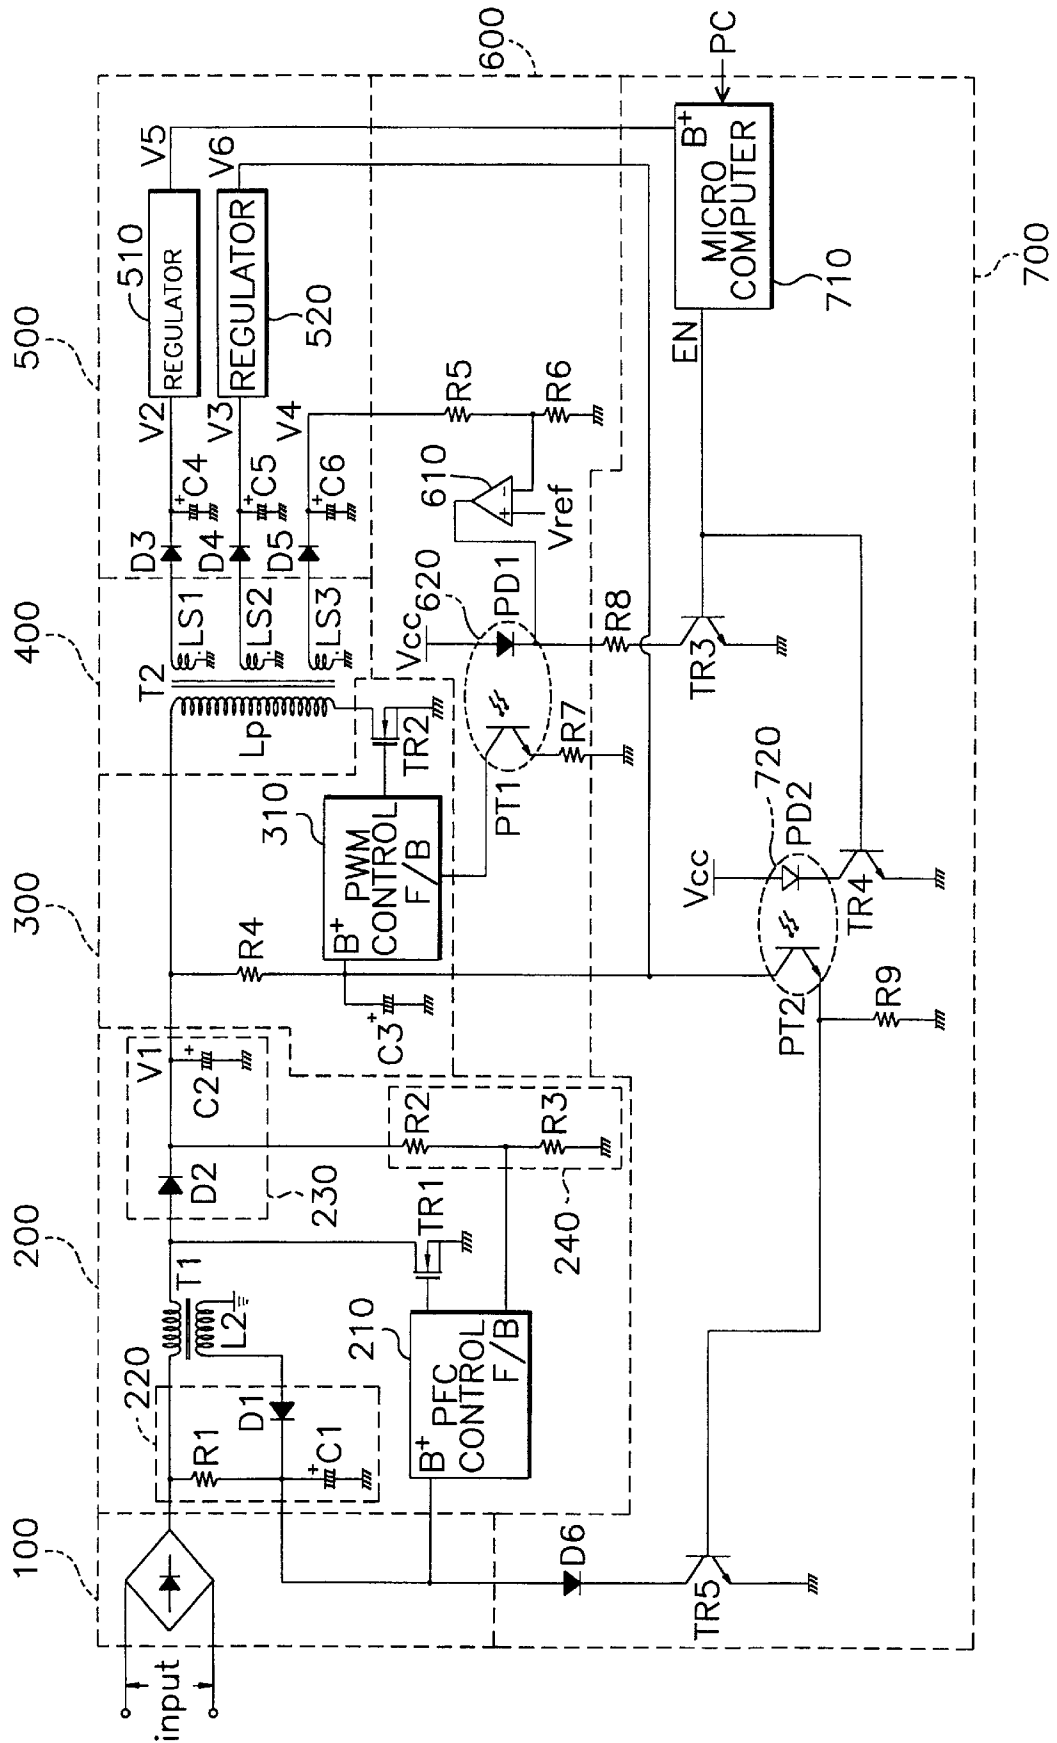 100
200
300
400
500
600
input
220
R1
D1
C1
+
T1
L2
D2
V1
C2
+
230
R4
T2
Lp
LS1
LS2
LS3
D3
D4
D5
+
C4
+
C5
+
C6
V2
V3
V4
510
REGULATOR
520
REGULATOR
V5
V6
210
PFC
CONTROL
B+
F/B
TR1
240
R2
R3
C3
+
310
PWM
CONTROL
B+
F/B
TR2
Vcc
620
PD1
PT1
R7
610
+
-
Vref
R5
R6
R8
TR3
EN
MICRO
COMPUTER
B+
PC
710
D6
TR5
PT2
R9
Vcc
720
PD2
TR4
700